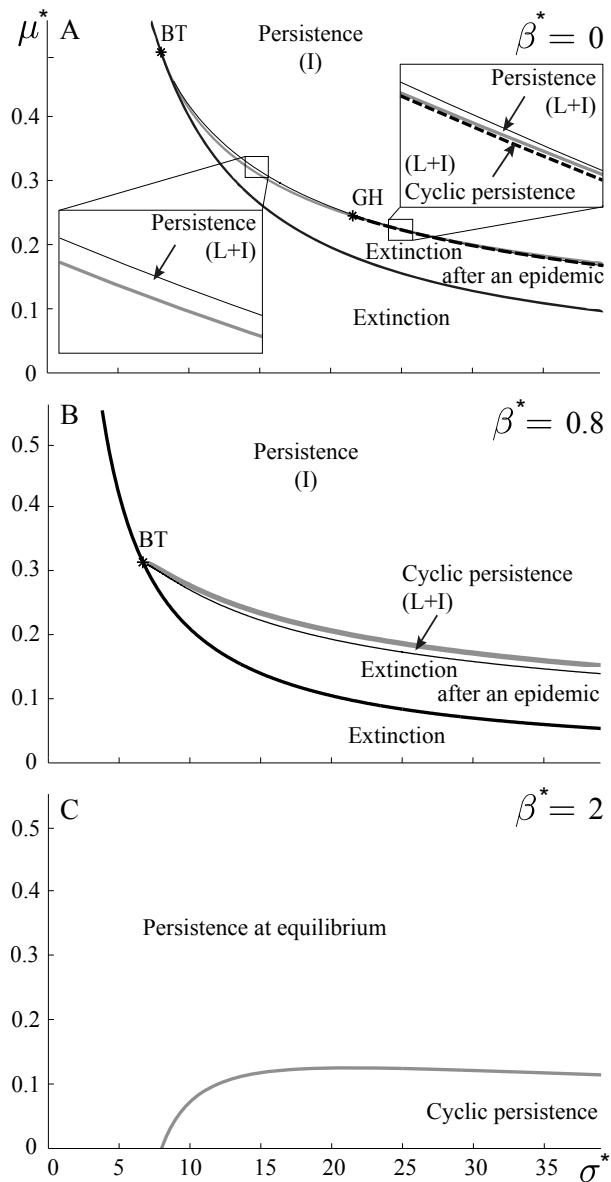 μ*
A
BT
Persistence
(I)
β* = 0
Persistence
(L+I)
(L+I)
Cyclic persistence
0.4
0.3
0.2
0.1
0
GH
Persistence
(L+I)
Extinction
after an epidemic
Extinction
B
β* = 0.8
0.5
0.4
0.3
0.2
0.1
0
Persistence
(I)
BT
Cyclic persistence
(L+I)
Extinction
after an epidemic
Extinction
C
β* = 2
0.5
0.4
0.3
0.2
0.1
0
Persistence at equilibrium
Cyclic persistence
0 5 10 15 20 25 30 35 σ*